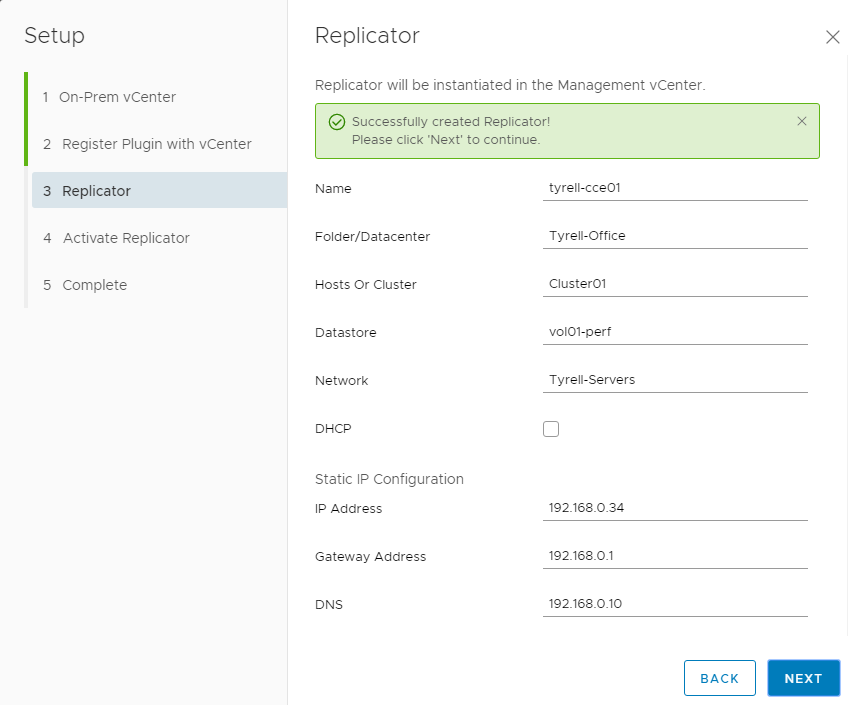 Setup
1 On-Prem vCenter
2 Register Plugin with vCenter
3 Replicator
4 Activate Replicator
5 Complete
Replicator
Replicator will be instantiated in the Management vCenter.
Successfully created Replicator!
Please click 'Next' to continue.
Name tyrell-cce01
Folder/Datacenter Tyrell-Office
Hosts Or Cluster Cluster01
Datastore vol01-perf
Network Tyrell-Servers
DHCP
Static IP Configuration
IP Address 192.168.0.34
Gateway Address 192.168.0.1
DNS 192.168.0.10
BACK NEXT